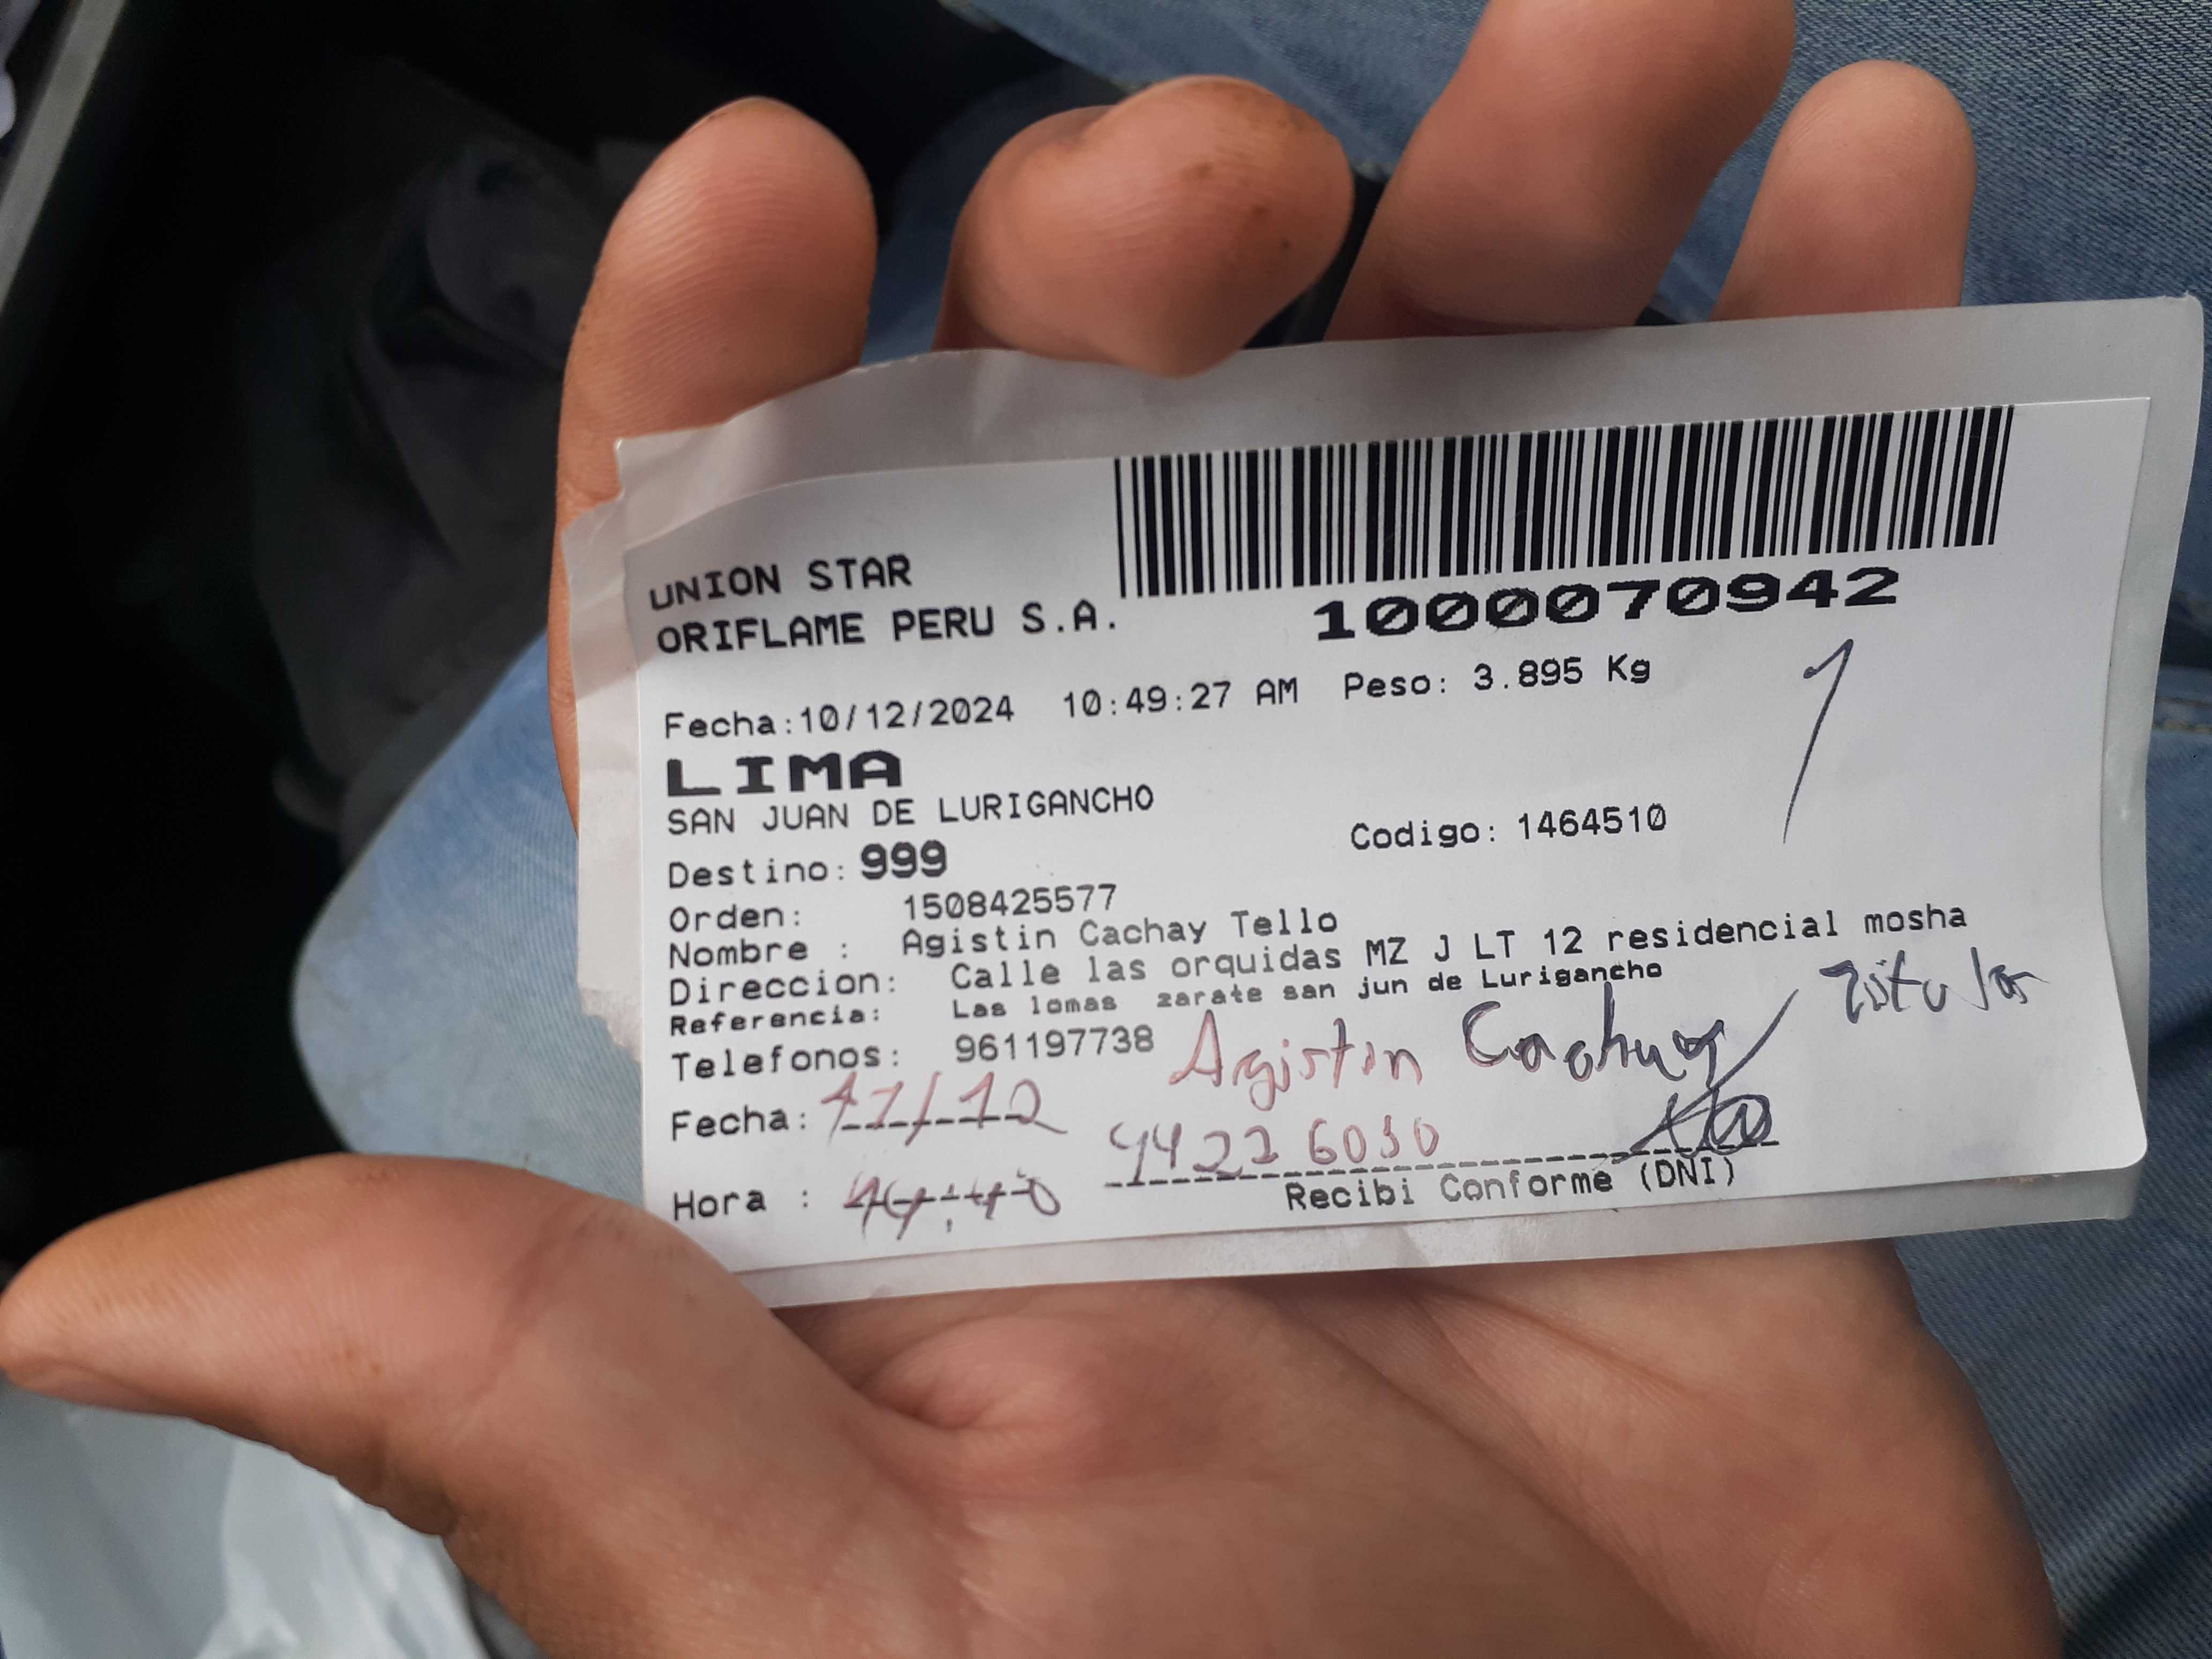 UNION STAR
ORIFLAME PERU S.A.
1000070942
Fecha:10/12/2024 10:49:27 AM Peso: 3.895 Kg
LIMA
SAN JUAN DE LURIGANCHO
Destino: 999 Codigo: 1464510
Orden: 1508425577
Nombre : Agistin Cachay Tello
Direccion: Calle las orquidas MZ J LT 12 residencial mosha
Referencia: Las lomas zarate san jun de Lurigancho
Telefonos: 961197738
Agistin Cachay
Fecha: 11/12
Hora :
Recibi Conforme (DNI)